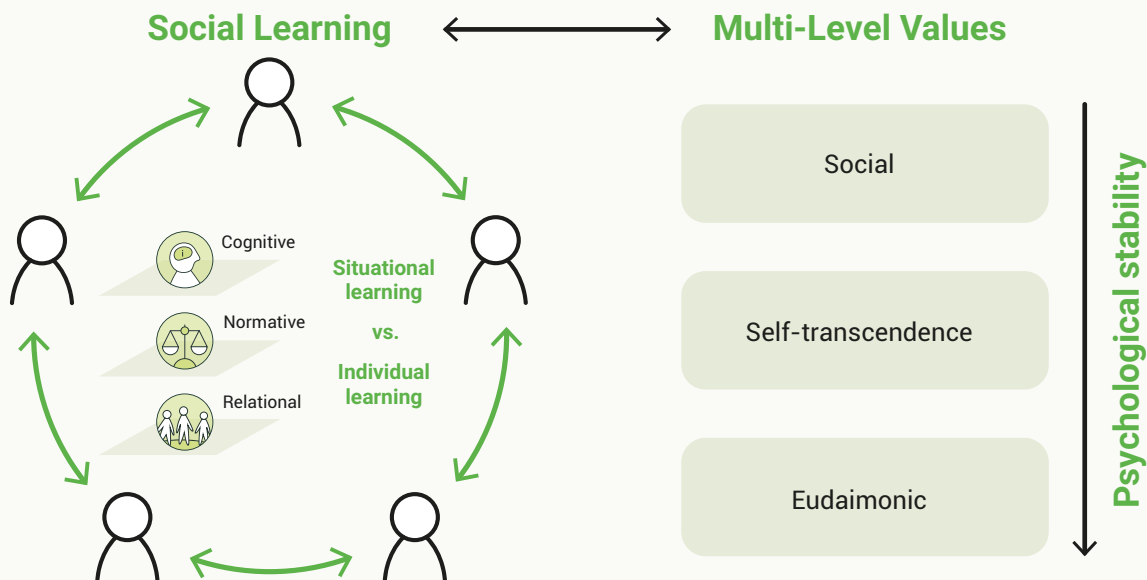 Social Learning
Multi-Level Values
Cognitive
Normative
Relational
Situational
learning
vs.
Individual
learning
Social
Self-transcendence
Eudaimonic
Psychological stability